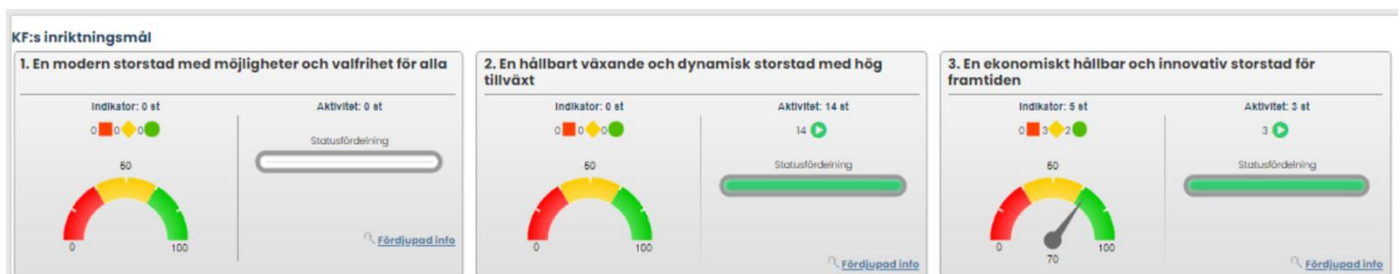 KF:s inriktningsmål
1. En modern storstad med möjligheter och valfrihet för alla
Indikator: 0 st
Aktivitet: 0 st
0 0 0
Statusfördelning
50
0
100
Fördjupad info
2. En hållbart växande och dynamisk storstad med hög
tillväxt
Indikator: 0 st
Aktivitet: 14 st
0 0 0
14
Statusfördelning
50
0
100
Fördjupad info
3. En ekonomiskt hållbar och innovativ storstad för
framtiden
Indikator: 5 st
Aktivitet: 3 st
0 3 2
3
Statusfördelning
50
0
100
70
Fördjupad info